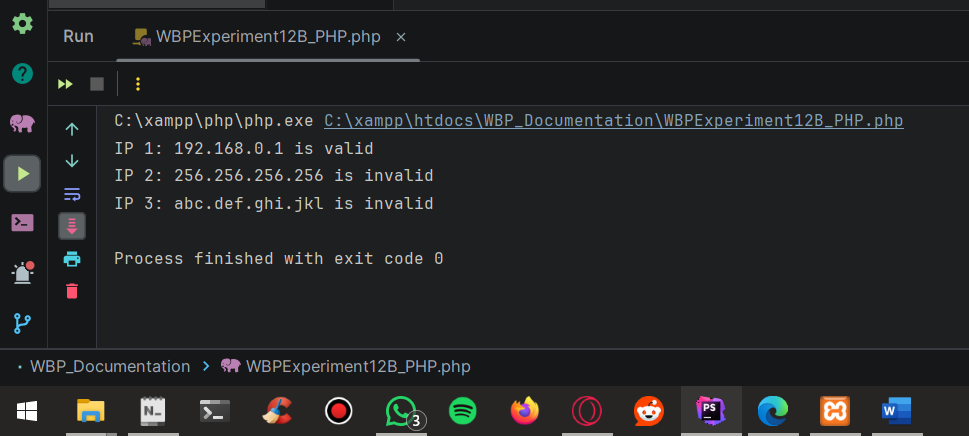 Run WBPExperiment12B_PHP.php
C:\xampp\php\php.exe C:\xampp\htdocs\WBP_Documentation\WBPExperiment12B_PHP.php
IP 1: 192.168.0.1 is valid
IP 2: 256.256.256.256 is invalid
IP 3: abc.def.ghi.jkl is invalid
Process finished with exit code 0
WBP_Documentation > WBPExperiment12B_PHP.php
N_ 3 PS W